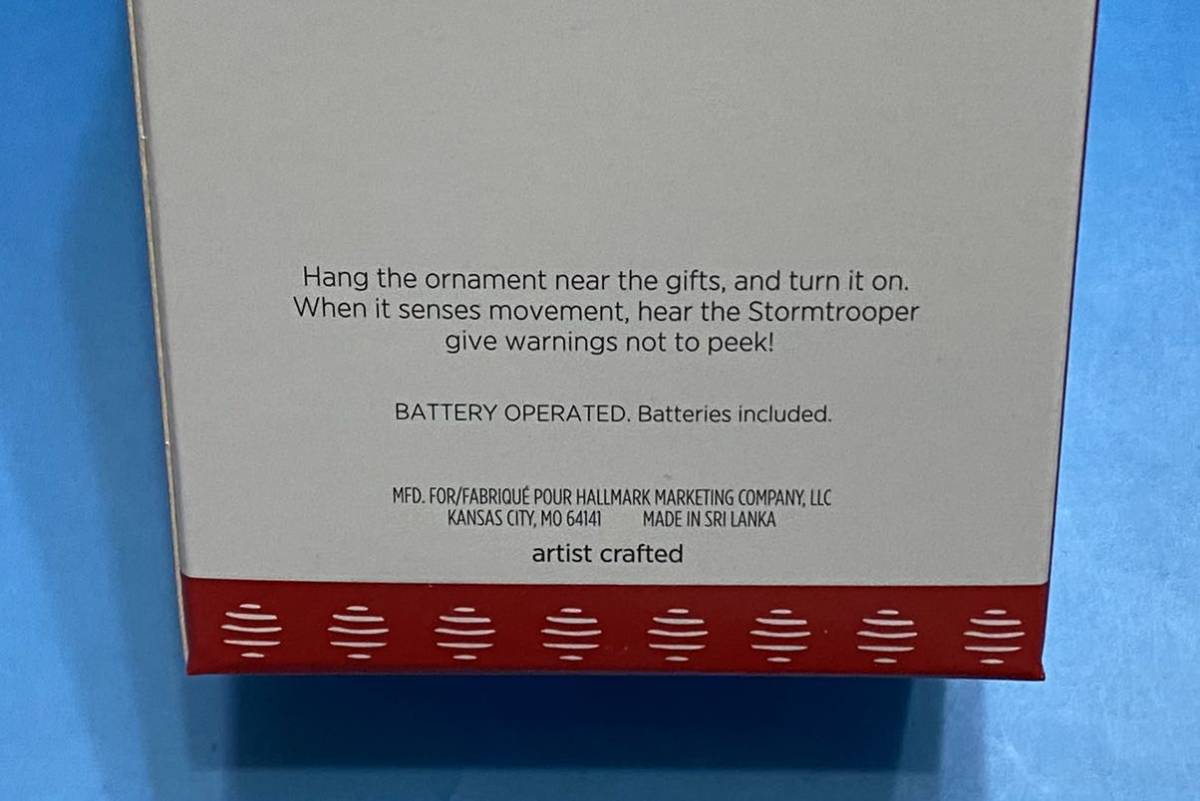 Hang the ornament near the gifts, and turn it on.
When it senses movement, hear the Stormtrooper
give warnings not to peek!
BATTERY OPERATED. Batteries included.
MFD. FOR/FABRIQUÉ POUR HALLMARK MARKETING COMPANY, LLC
KANSAS CITY, MO 64141 MADE IN SRI LANKA
artist crafted